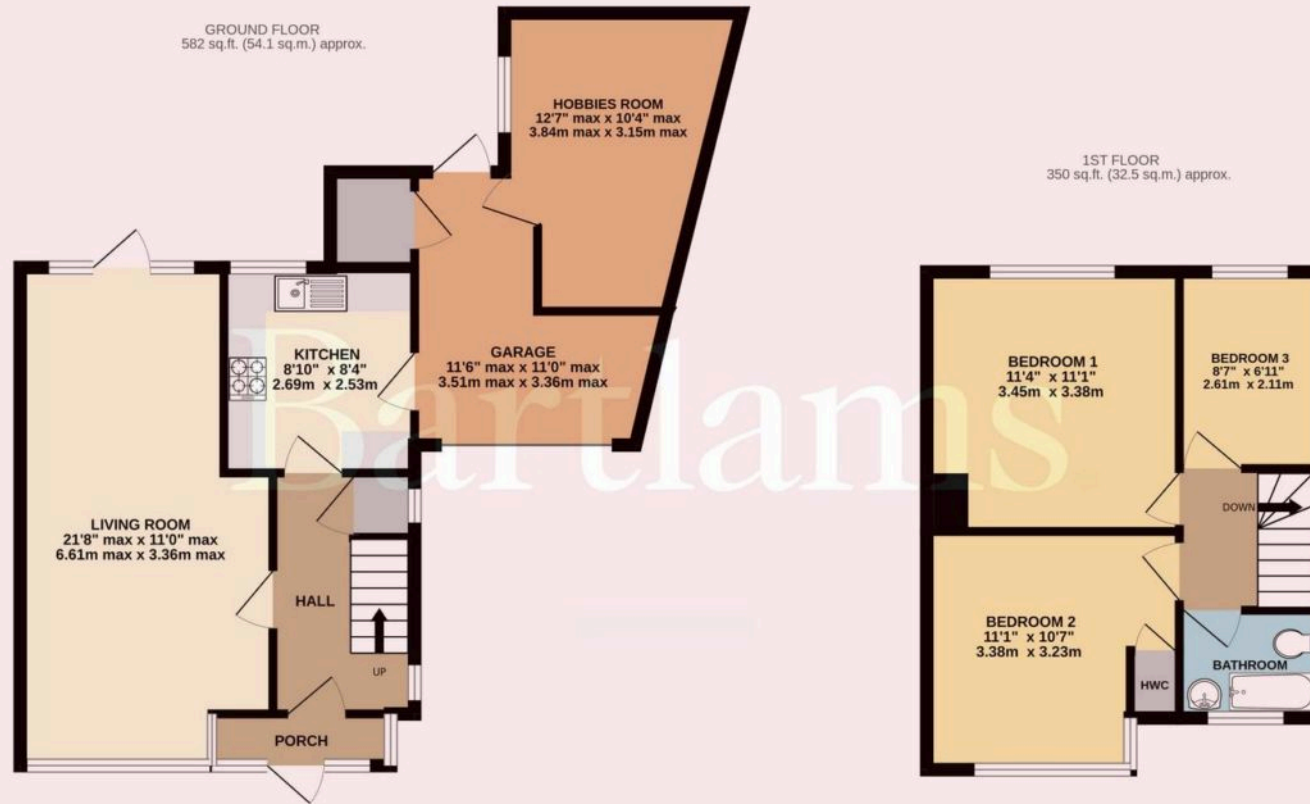 GROUND FLOOR
582 sq.ft. (54.1 sq.m.) approx.
HOBBIES ROOM
12'7" max x 10'4" max
3.84m max x 3.15m max
KITCHEN
8'10" x 8'4"
2.69m x 2.53m
GARAGE
11'6" max x 11'0" max
3.51m max x 3.36m max
LIVING ROOM
21'8" max x 11'0" max
6.61m max x 3.36m max
HALL
UP
PORCH
1ST FLOOR
350 sq.ft. (32.5 sq.m.) approx.
BEDROOM 1
11'4" x 11'1"
3.45m x 3.38m
BEDROOM 3
8'7" x 6'11"
2.61m x 2.11m
DOWN
BEDROOM 2
11'1" x 10'7"
3.38m x 3.23m
HWC
BATHROOM
Bartlams